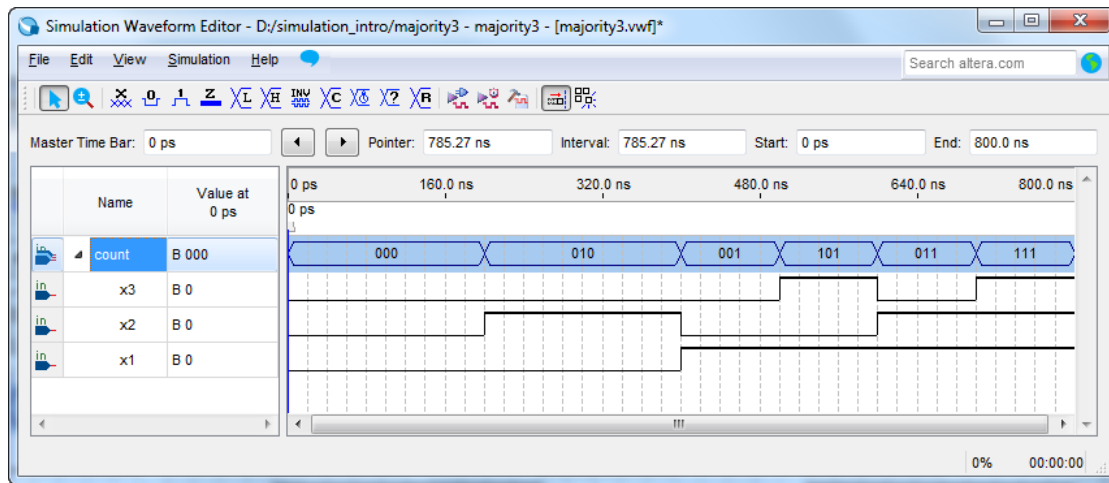 Simulation Waveform Editor - D:/simulation_intro/majority3 - majority3 - [majority3.vwf]*
File Edit View Simulation Help
Search altera.com
Master Time Bar: 0 ps Pointer: 785.27 ns Interval: 785.27 ns Start: 0 ps End: 800.0 ns
Name Value at 0 ps
0 ps 160.0 ns 320.0 ns 480.0 ns 640.0 ns 800.0 ns
0 ps
in count B 000 000 010 001 101 011 111
in x3 B 0
in x2 B 0
in x1 B 0
0% 00:00:00